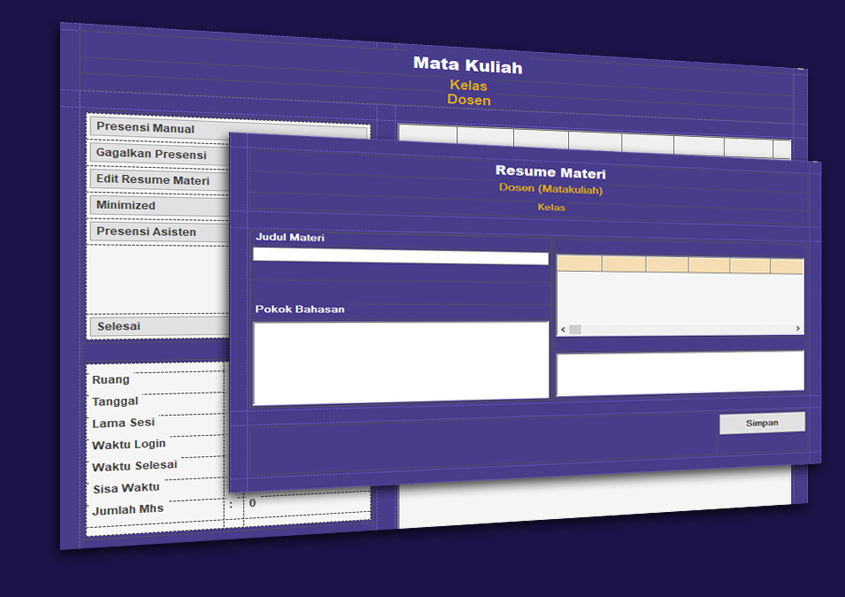 Mata Kuliah
Kelas
Dosen
Presensi Manual
Gagalkan Presensi
Edit Resume Materi
Minimized
Presensi Asisten
Selesai
Ruang
Tanggal
Lama Sesi
Waktu Login
Waktu Selesai
Sisa Waktu
Jumlah Mhs : 0
Resume Materi
Dosen (Matakuliah)
Kelas
Judul Materi
Pokok Bahasan
Simpan